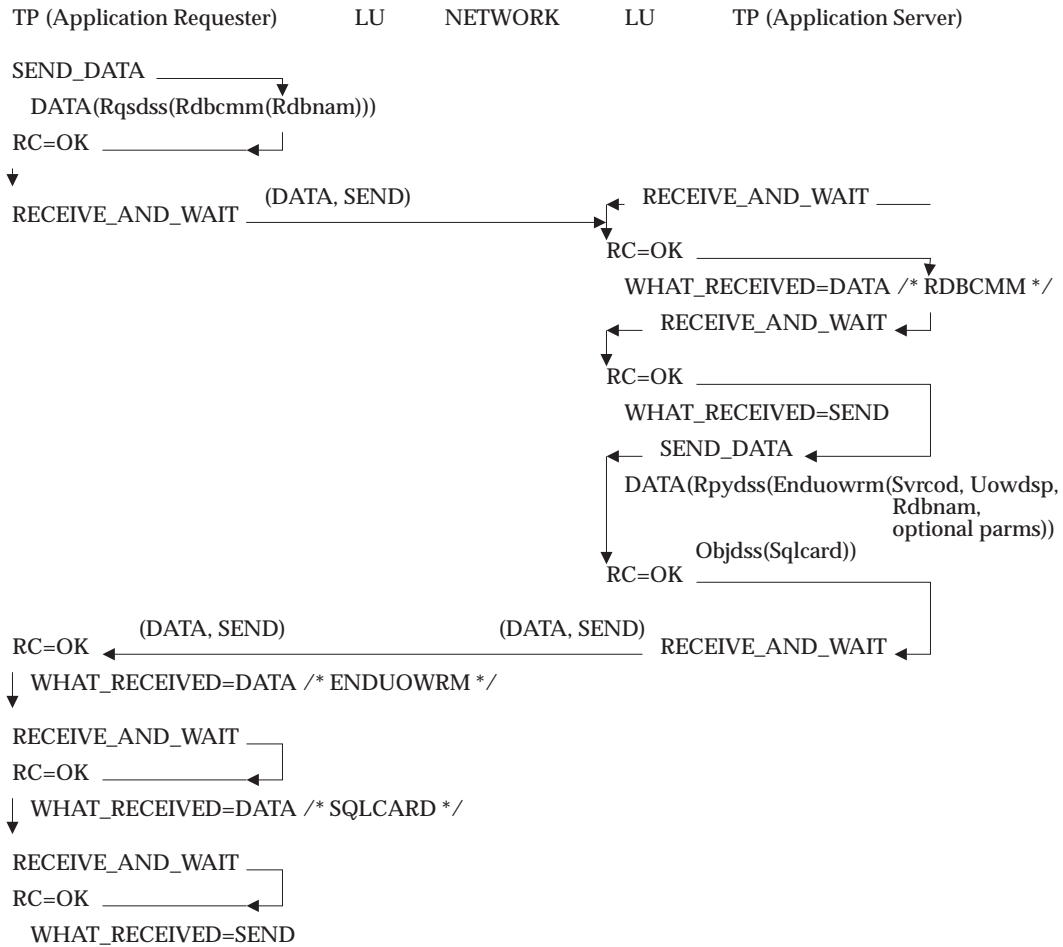 TP (Application Requester) LU NETWORK LU TP (Application Server)
SEND_DATA
DATA(Rqsdss(Rdbcmm(Rdbnam)))
RC=OK
RECEIVE_AND_WAIT (DATA, SEND) RECEIVE_AND_WAIT
RC=OK
WHAT_RECEIVED=DATA /* RDBCMM */
RECEIVE_AND_WAIT
RC=OK
WHAT_RECEIVED=SEND
SEND_DATA
DATA(Rpydss(Enduowrm(Svrcod, Uowdsp,
Rdbnam,
optional parms))
Objdss(Sqlcard))
RC=OK
RC=OK (DATA, SEND) (DATA, SEND) RECEIVE_AND_WAIT
WHAT_RECEIVED=DATA /* ENDUOWRM */
RECEIVE_AND_WAIT
RC=OK
WHAT_RECEIVED=DATA /* SQLCARD */
RECEIVE_AND_WAIT
RC=OK
WHAT_RECEIVED=SEND